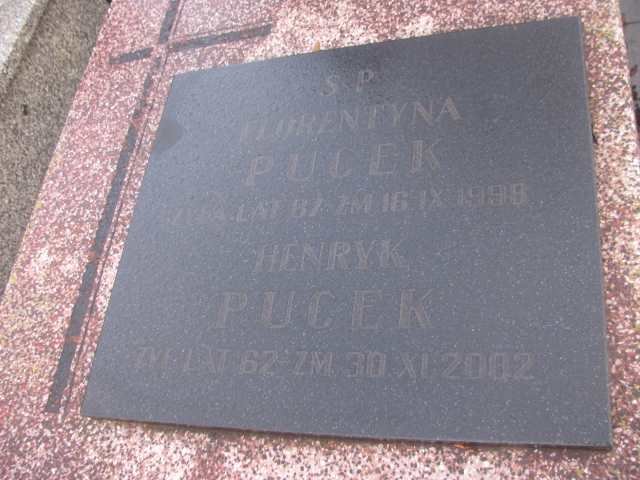 Ś P
FLORENTYNA
PUCEK
ŻYŁA LAT 87-ZM 16 IX 1998
HENRYK
PUCEK
ŻYŁ LAT 62-ZM. 30 XI 2002